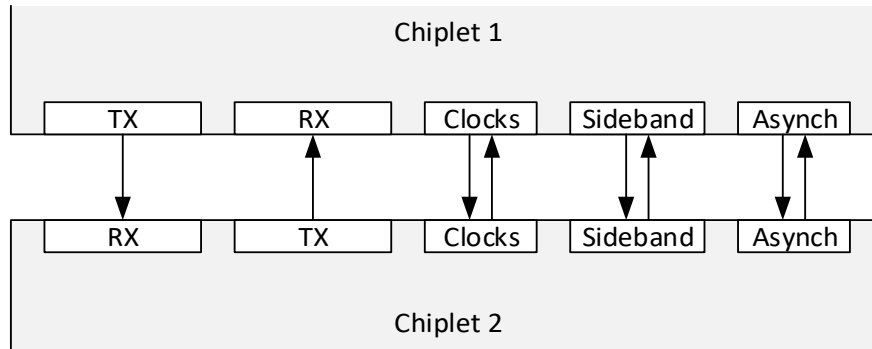 Chiplet 1
TX RX Clocks Sideband Asynch
RX TX Clocks Sideband Asynch
Chiplet 2